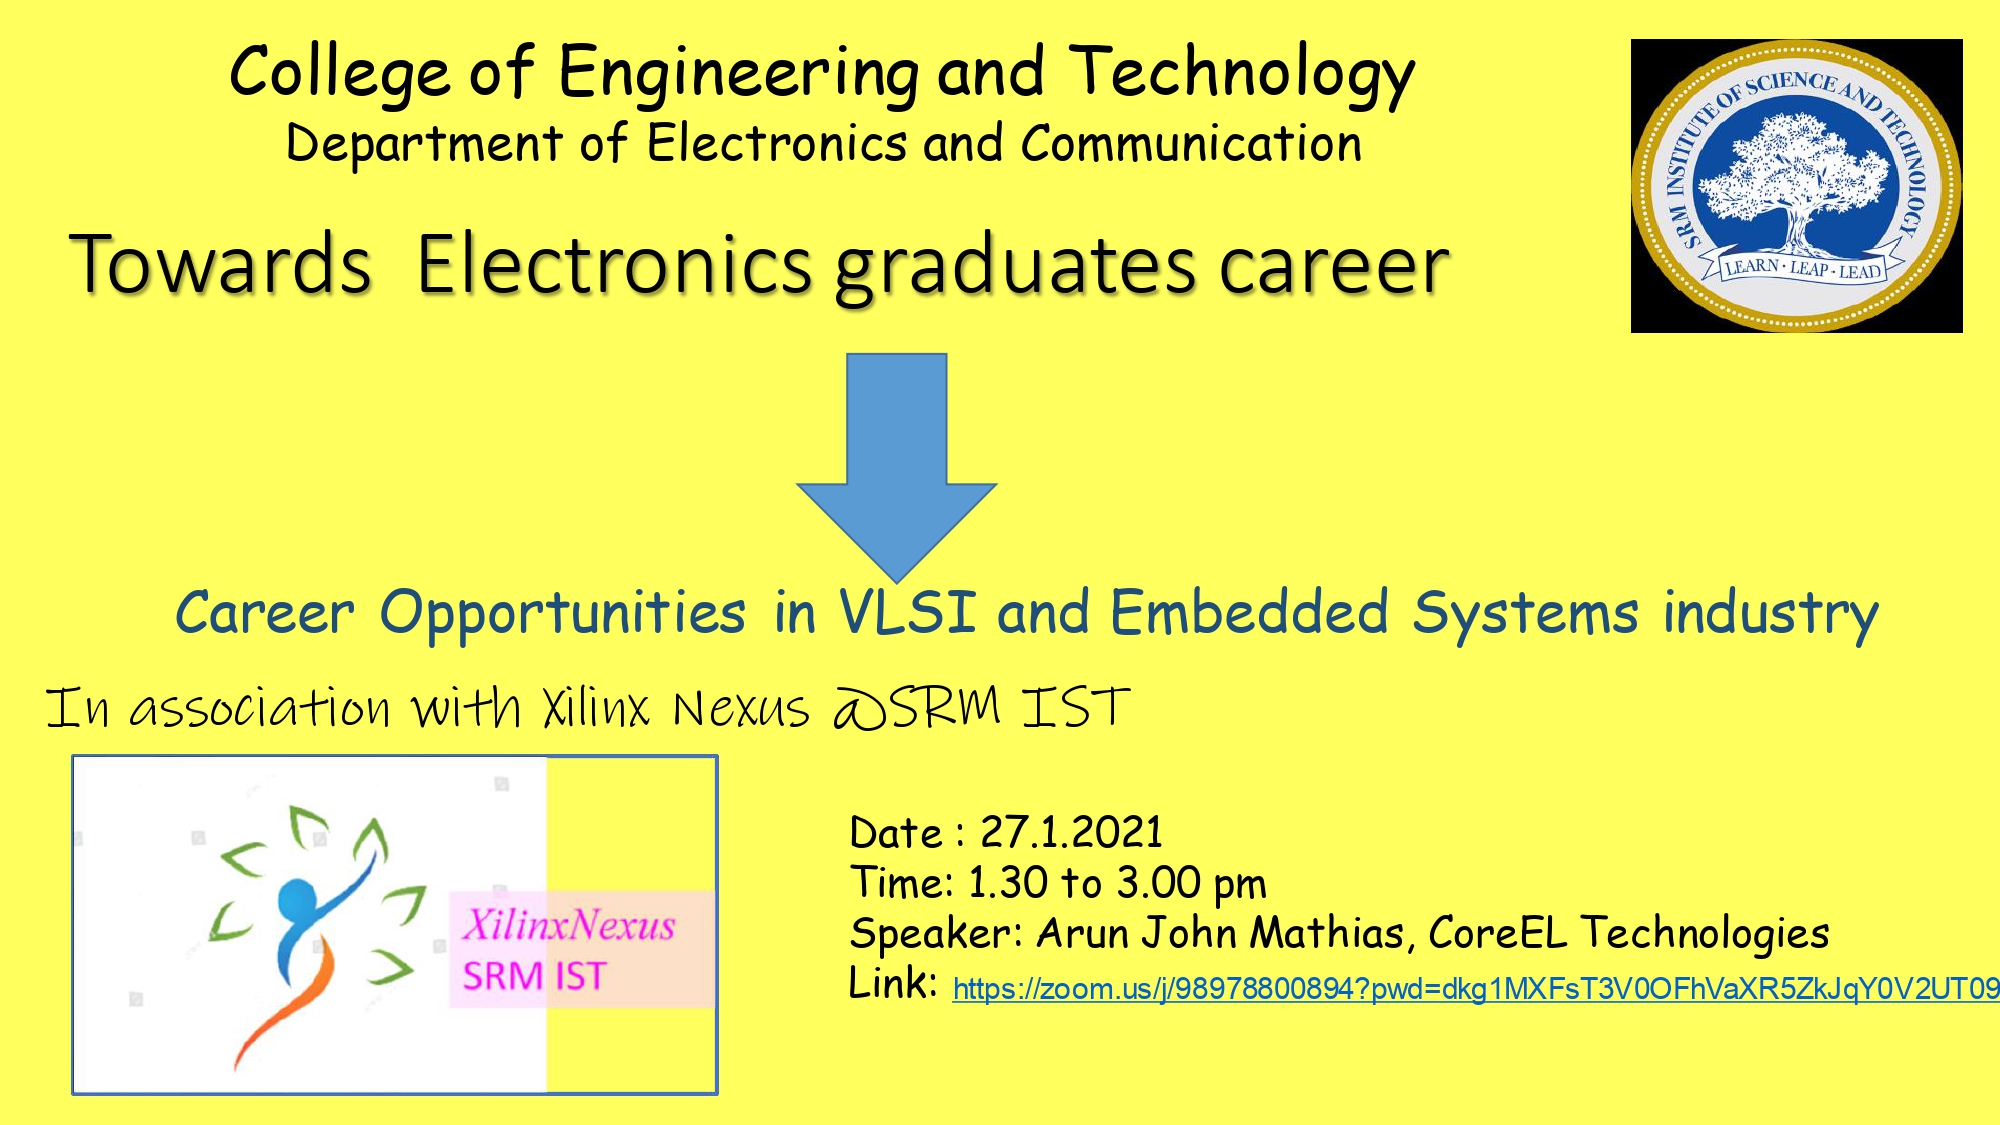 College of Engineering and Technology
Department of Electronics and Communication
SRM INSTITUTE OF SCIENCE AND TECHNOLOGY
LEARN · LEAP · LEAD
Towards Electronics graduates career
Career Opportunities in VLSI and Embedded Systems industry
In association with Xilinx Nexus @SRM IST
XilinxNexus
SRM IST
Date : 27.1.2021
Time: 1.30 to 3.00 pm
Speaker: Arun John Mathias, CoreEL Technologies
Link: https://zoom.us/j/98978800894?pwd=dkg1MXFsT3V0OFhVaXR5ZkJqY0V2UT09